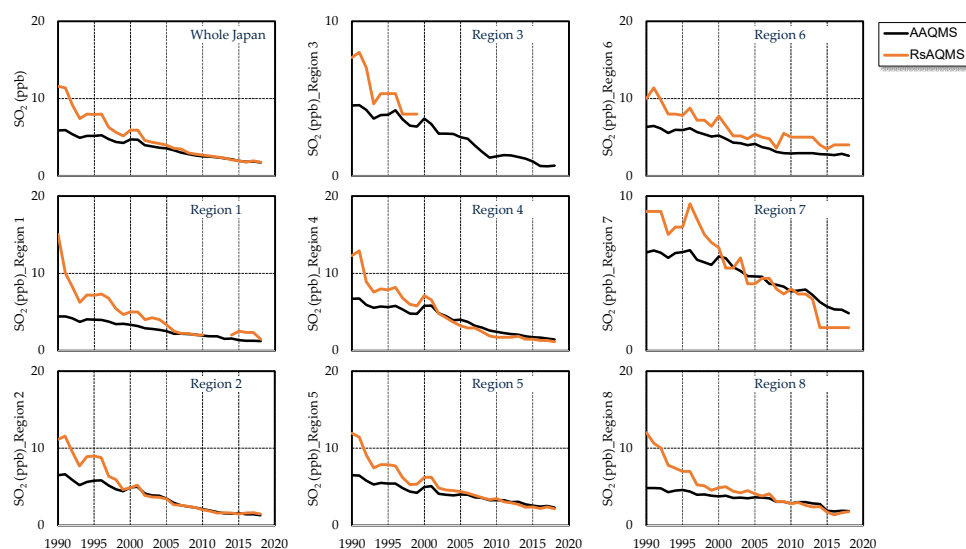 20
10
0
SO2 (ppb)
Whole Japan
20
10
0
SO2 (ppb)_Region 3
Region 3
20
10
0
SO2 (ppb)_Region 6
Region 6
AAQMS
RsAQMS
20
10
0
SO2 (ppb)_Region 1
Region 1
20
10
0
SO2 (ppb)_Region 4
Region 4
10
0
SO2 (ppb)_Region 7
Region 7
20
10
0
SO2 (ppb)_Region 2
Region 2
20
10
0
SO2 (ppb)_Region 5
Region 5
20
10
0
SO2 (ppb)_Region 8
Region 8
1990 1995 2000 2005 2010 2015 2020
1990 1995 2000 2005 2010 2015 2020
1990 1995 2000 2005 2010 2015 2020